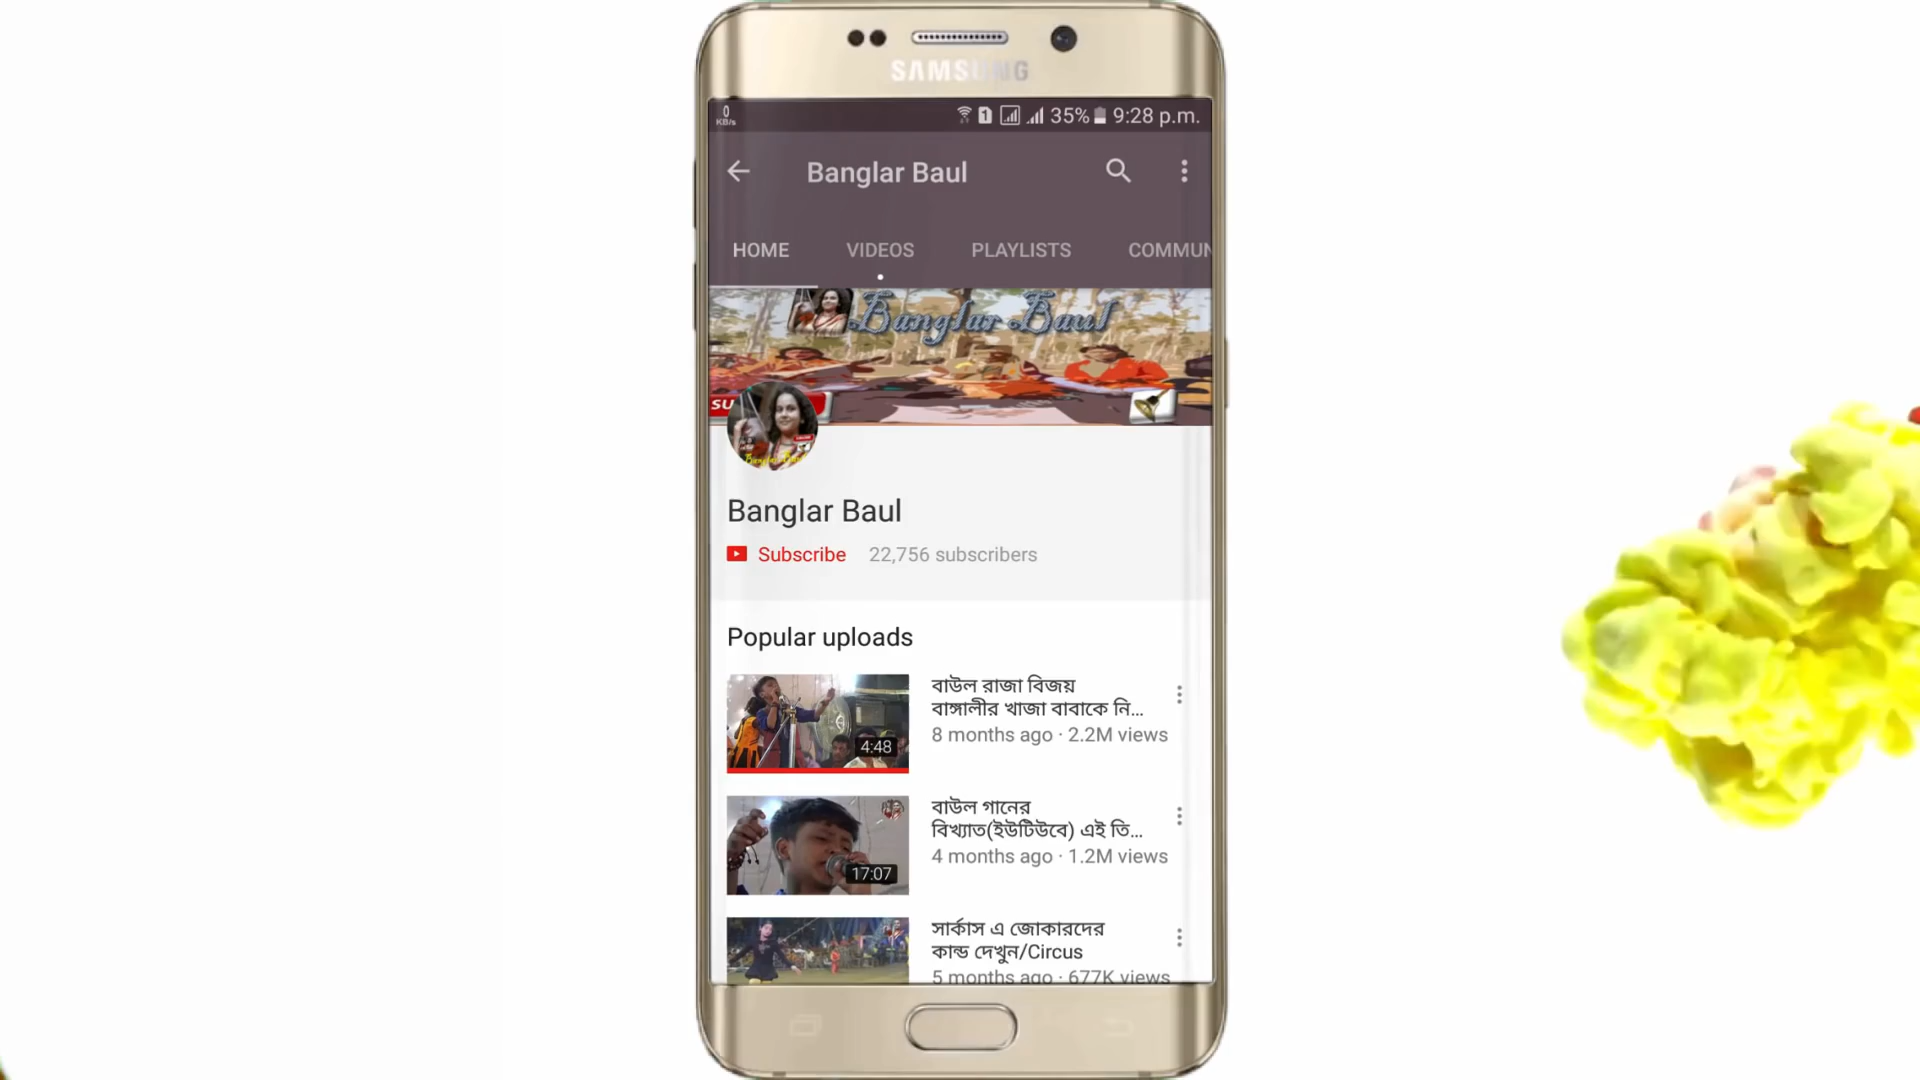 SAMSUNG
0
KB/s
1
35%
9:28 p.m.
Banglar Baul
HOME VIDEOS PLAYLISTS COMMUN
Banglar Baul
SU
Banglar Baul
Subscribe 22,756 subscribers
Popular uploads
বাউল রাজা বিজয়
বাঙ্গালীর খাজা বাবাকে নি...
8 months ago · 2.2M views
4:48
বাউল গানের
বিখ্যাত(ইউটিউবে) এই তি...
4 months ago · 1.2M views
17:07
সার্কাস এ জোকারদের
কান্ড দেখুন/Circus
5 months ago · 677K views